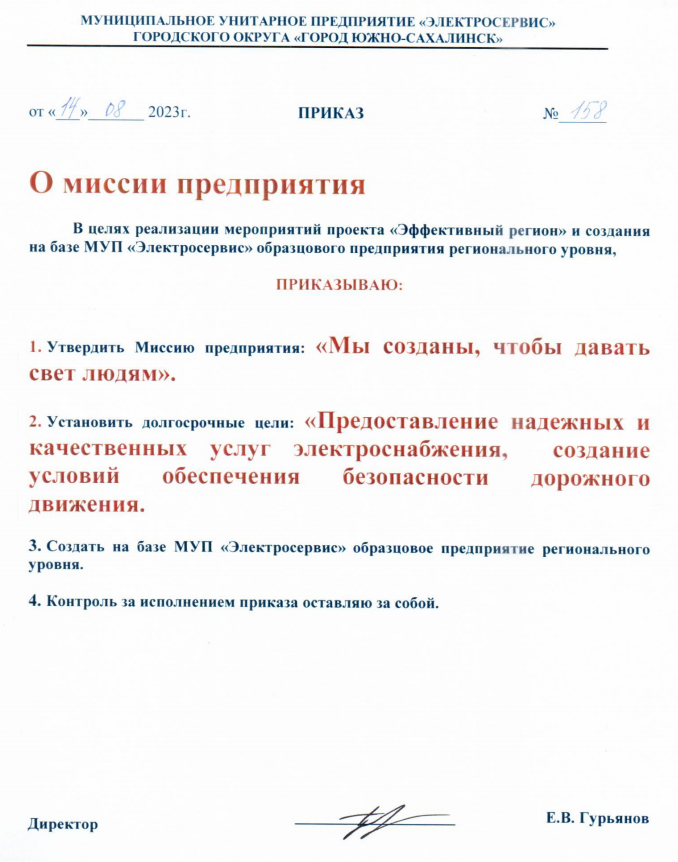 МУНИЦИПАЛЬНОЕ УНИТАРНОЕ ПРЕДПРИЯТИЕ «ЭЛЕКТРОСЕРВИС»
ГОРОДСКОГО ОКРУГА «ГОРОД ЮЖНО-САХАЛИНСК»
от «14» 08 2023г. ПРИКАЗ № 158
О миссии предприятия
В целях реализации мероприятий проекта «Эффективный регион» и создания
на базе МУП «Электросервис» образцового предприятия регионального уровня,
ПРИКАЗЫВАЮ:
1. Утвердить Миссию предприятия: «Мы созданы, чтобы давать
свет людям».
2. Установить долгосрочные цели: «Предоставление надежных и
качественных услуг электроснабжения, создание
условий обеспечения безопасности дорожного
движения.
3. Создать на базе МУП «Электросервис» образцовое предприятие регионального
уровня.
4. Контроль за исполнением приказа оставляю за собой.
Директор Е.В. Гурьянов